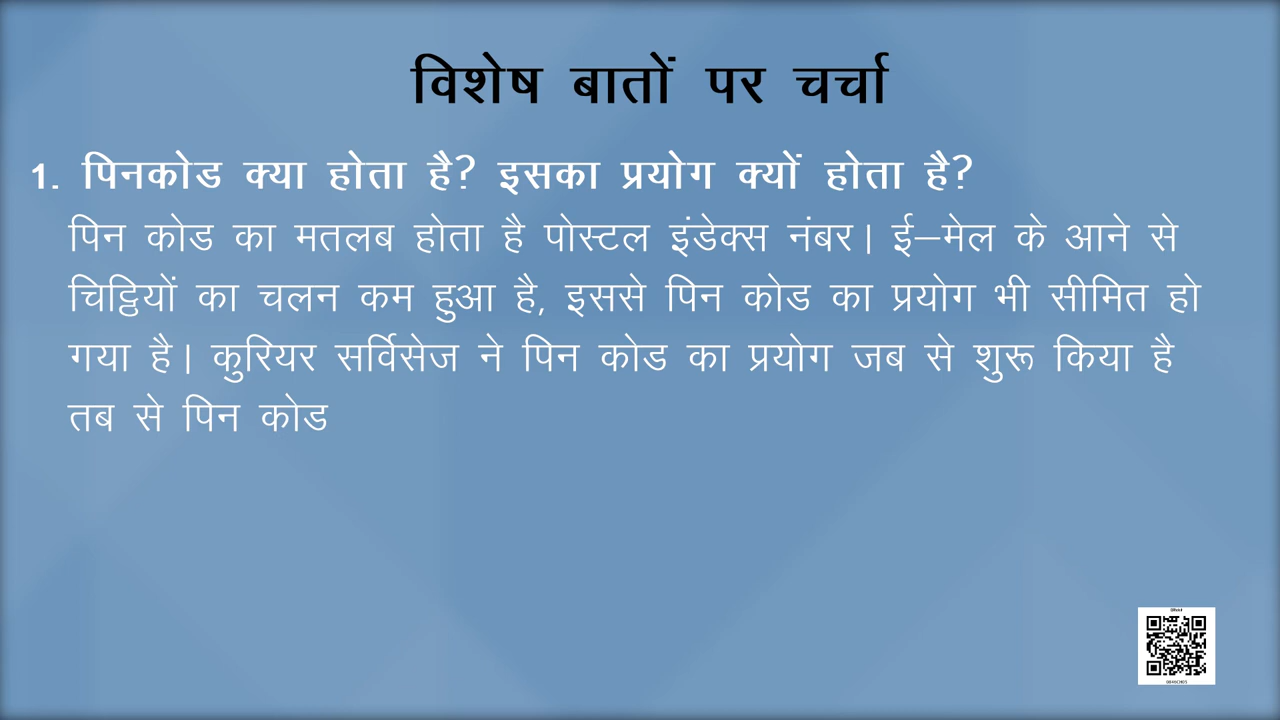 विशेष बातों पर चर्चा
1. पिनकोड क्या होता है? इसका प्रयोग क्यों होता है?
पिन कोड का मतलब होता है पोस्टल इंडेक्स नंबर। ई–मेल के आने से
चिट्ठियों का चलन कम हुआ है, इससे पिन कोड का प्रयोग भी सीमित हो
गया है। कुरियर सर्विसेज ने पिन कोड का प्रयोग जब से शुरू किया है
तब से पिन कोड